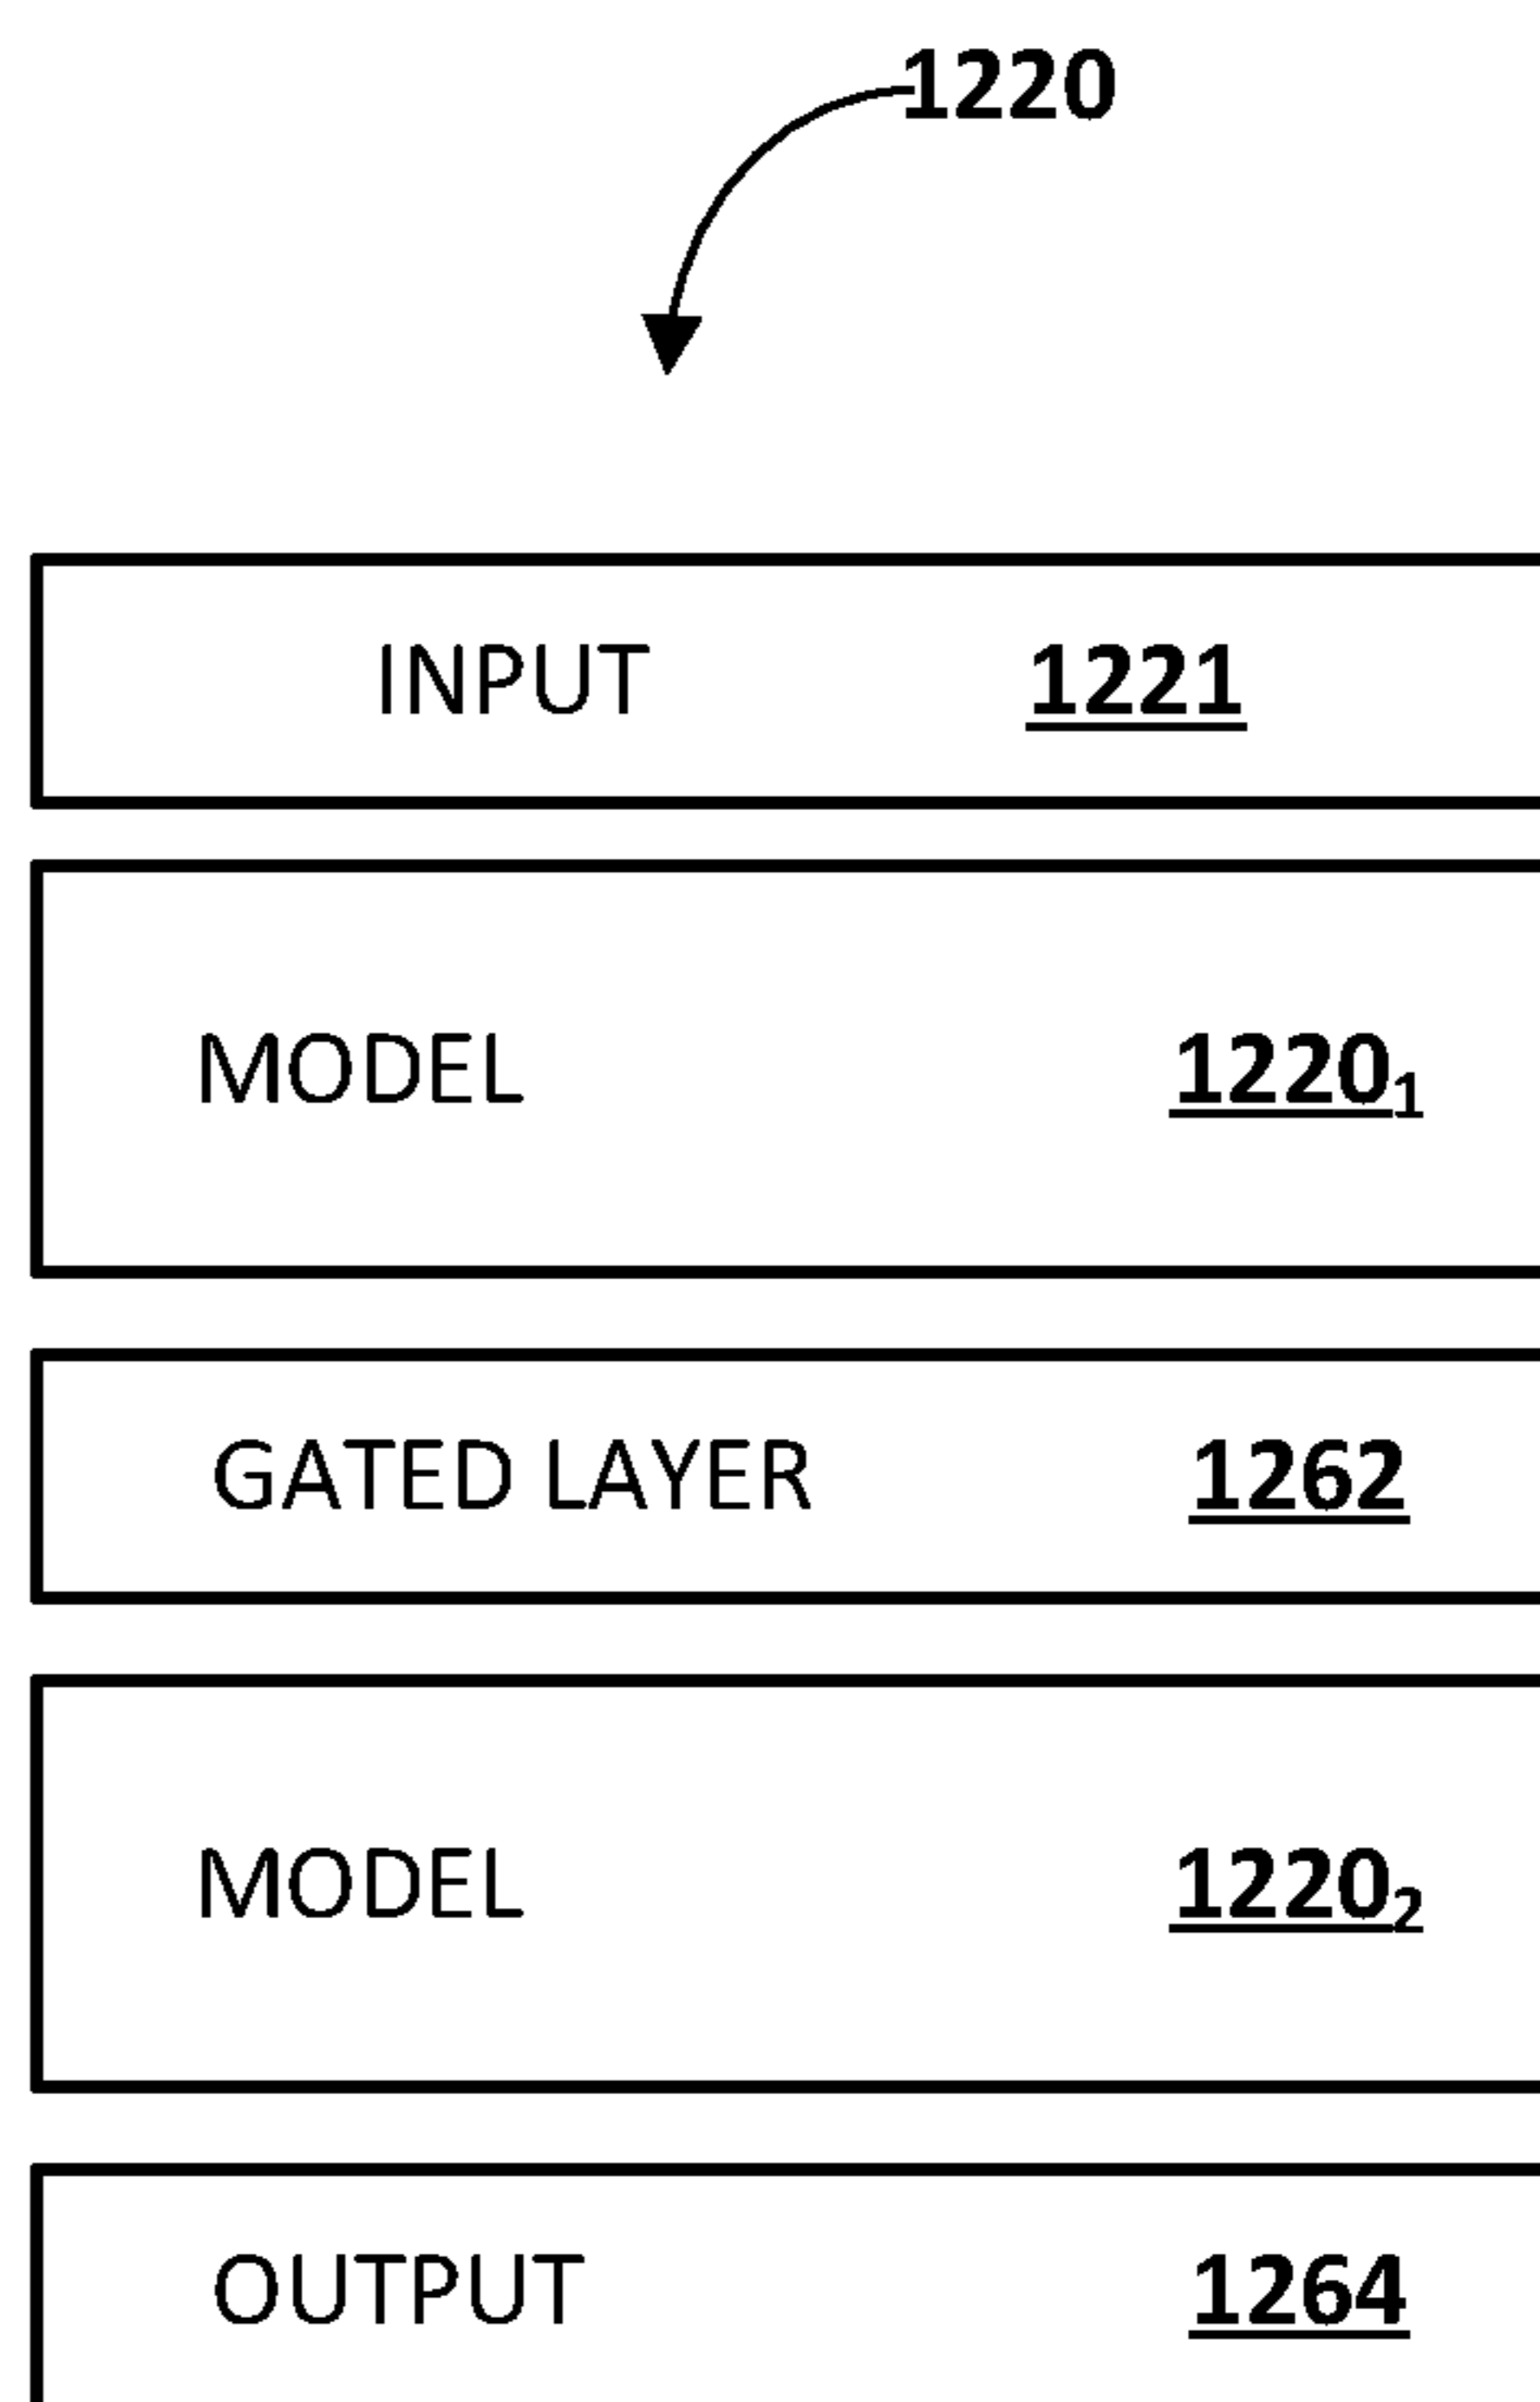 1220
INPUT 1221
MODEL 1220₁
GATED LAYER 1262
MODEL 1220₂
OUTPUT 1264